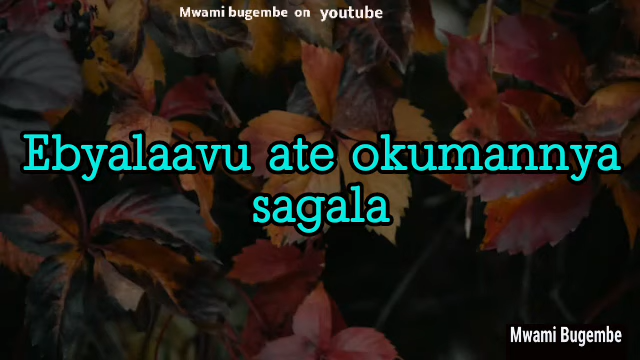 Mwami bugembe on youtube
Ebyalaavu ate okumannya
sagala
Mwami Bugembe